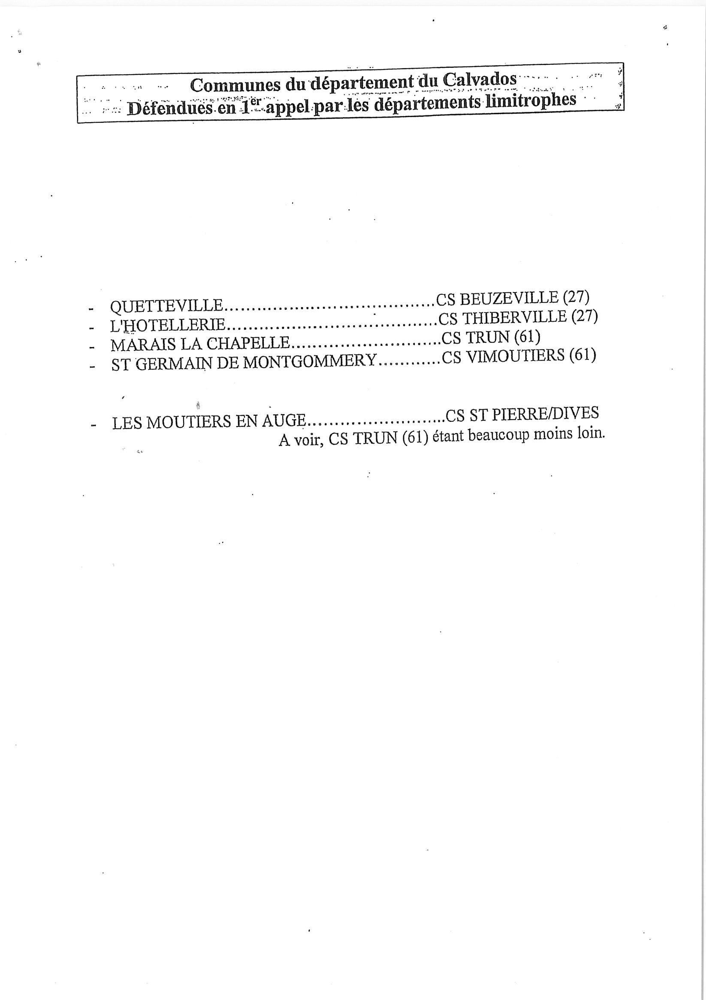 Communes du département du Calvados
Défendues en 1er appel par les départements limitrophes
- QUETTEVILLE.......................................CS BEUZEVILLE (27)
- L'HOTELLERIE.......................................CS THIBERVILLE (27)
- MARAIS LA CHAPELLE............................CS TRUN (61)
- ST GERMAIN DE MONTGOMMERY............CS VIMOUTIERS (61)
- LES MOUTIERS EN AUGE..........................CS ST PIERRE/DIVES
A voir, CS TRUN (61) étant beaucoup moins loin.